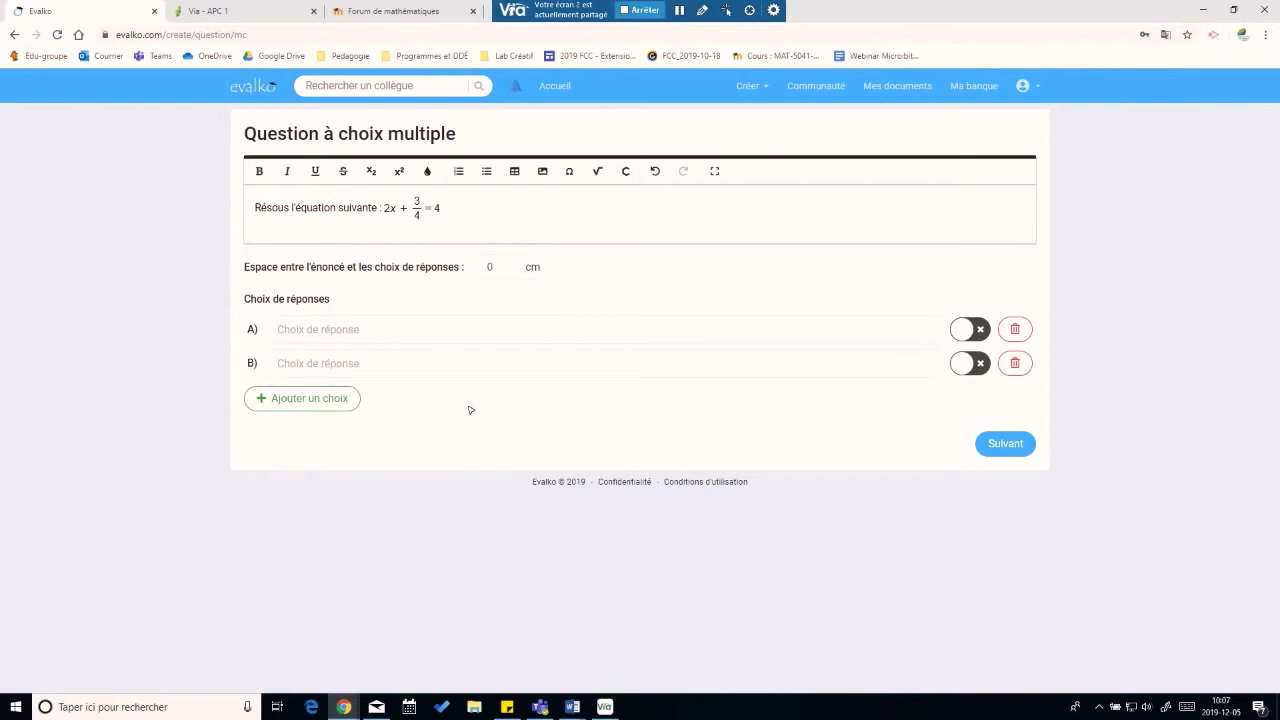 Evalko
Via - APC 1
Forum de mathématiques
Via
Votre écran 2 est
actuellement partagé
Arrêter
evalko.com/create/question/mc
Édu-groupe
Courrier
Teams
OneDrive
Google Drive
Pedagogie
Programmes et DDÉ
Lab Créatif
2019 FCC - Extensio...
FCC_2019-10-18
Cours : MAT-5041-...
Webinar Micro:bit...
evalko
Rechercher un collègue
Accueil
Créer
Communauté
Mes documents
Ma banque
Question à choix multiple
B I U S x₂ x² Ω √ C
Résous l'équation suivante : 2x + 3/4 = 4
Espace entre l'énoncé et les choix de réponses : 0 cm
Choix de réponses
A) Choix de réponse
B) Choix de réponse
+ Ajouter un choix
Suivant
Evalko © 2019 · Confidentialité · Conditions d'utilisation
Taper ici pour rechercher
10:07
2019-12-05